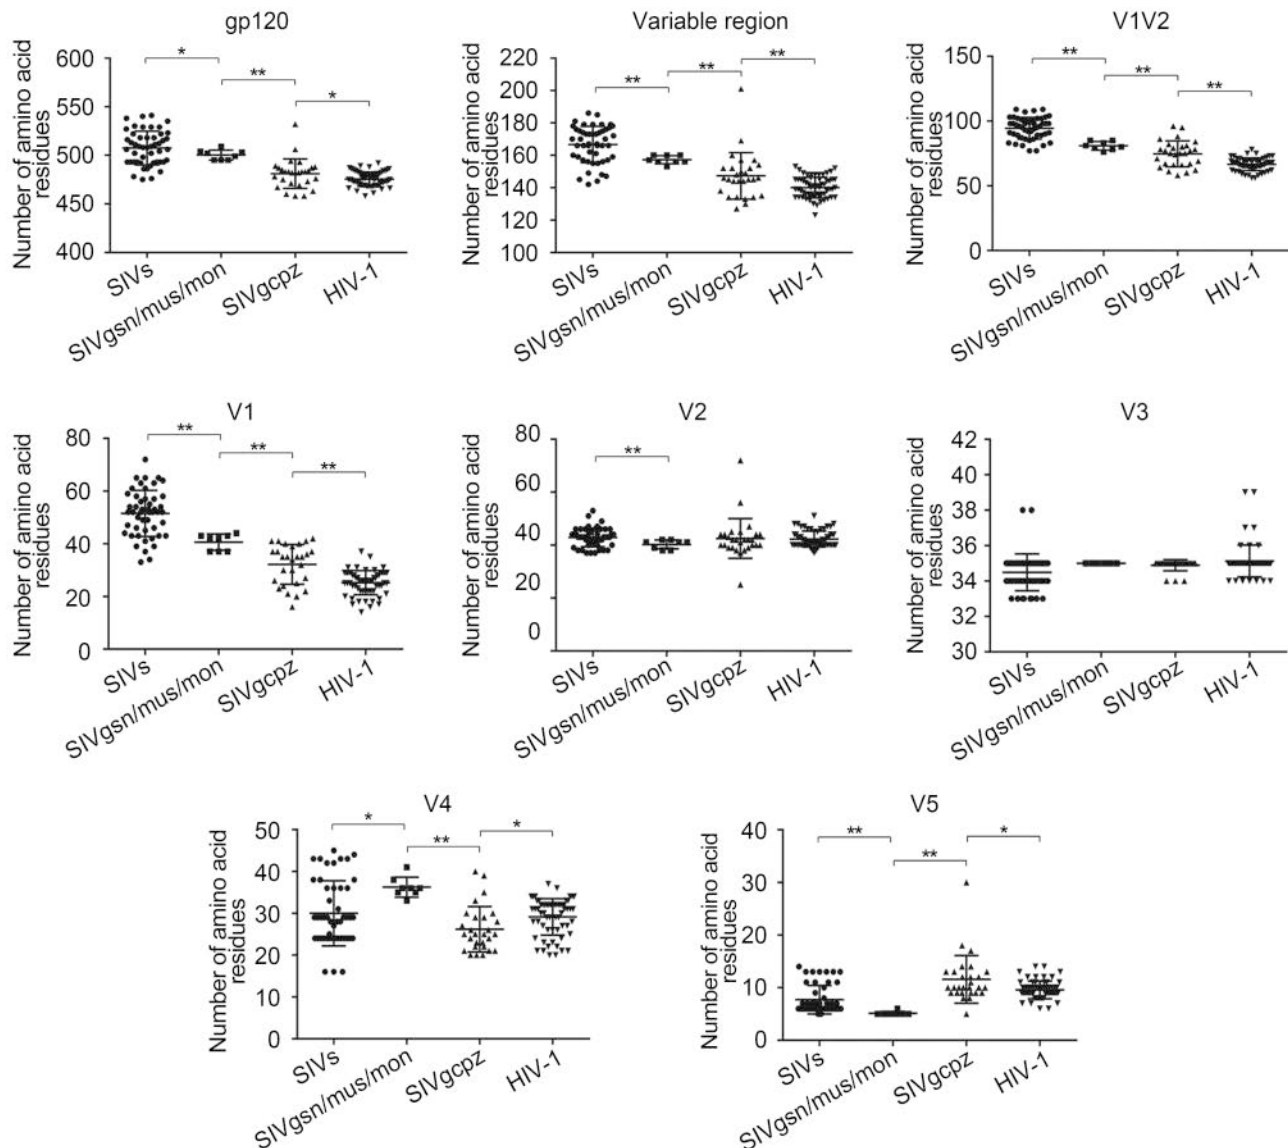 gp120
Number of amino acid
residues
600
550
500
450
400
*
**
*
SIVs
SIVgsn/mus/mon
SIVgcpz
HIV-1
Variable region
Number of amino acid
residues
220
200
180
160
140
120
100
**
**
**
SIVs
SIVgsn/mus/mon
SIVgcpz
HIV-1
V1V2
Number of amino acid
residues
150
100
50
0
**
**
**
SIVs
SIVgsn/mus/mon
SIVgcpz
HIV-1
V1
Number of amino acid
residues
80
60
40
20
0
**
**
**
SIVs
SIVgsn/mus/mon
SIVgcpz
HIV-1
V2
Number of amino acid
residues
80
60
40
20
0
**
SIVs
SIVgsn/mus/mon
SIVgcpz
HIV-1
V3
Number of amino acid
residues
42
40
38
36
34
32
30
SIVs
SIVgsn/mus/mon
SIVgcpz
HIV-1
V4
Number of amino acid
residues
50
40
30
20
10
0
*
**
*
SIVs
SIVgsn/mus/mon
SIVgcpz
HIV-1
V5
Number of amino acid
residues
40
30
20
10
0
**
**
*
SIVs
SIVgsn/mus/mon
SIVgcpz
HIV-1